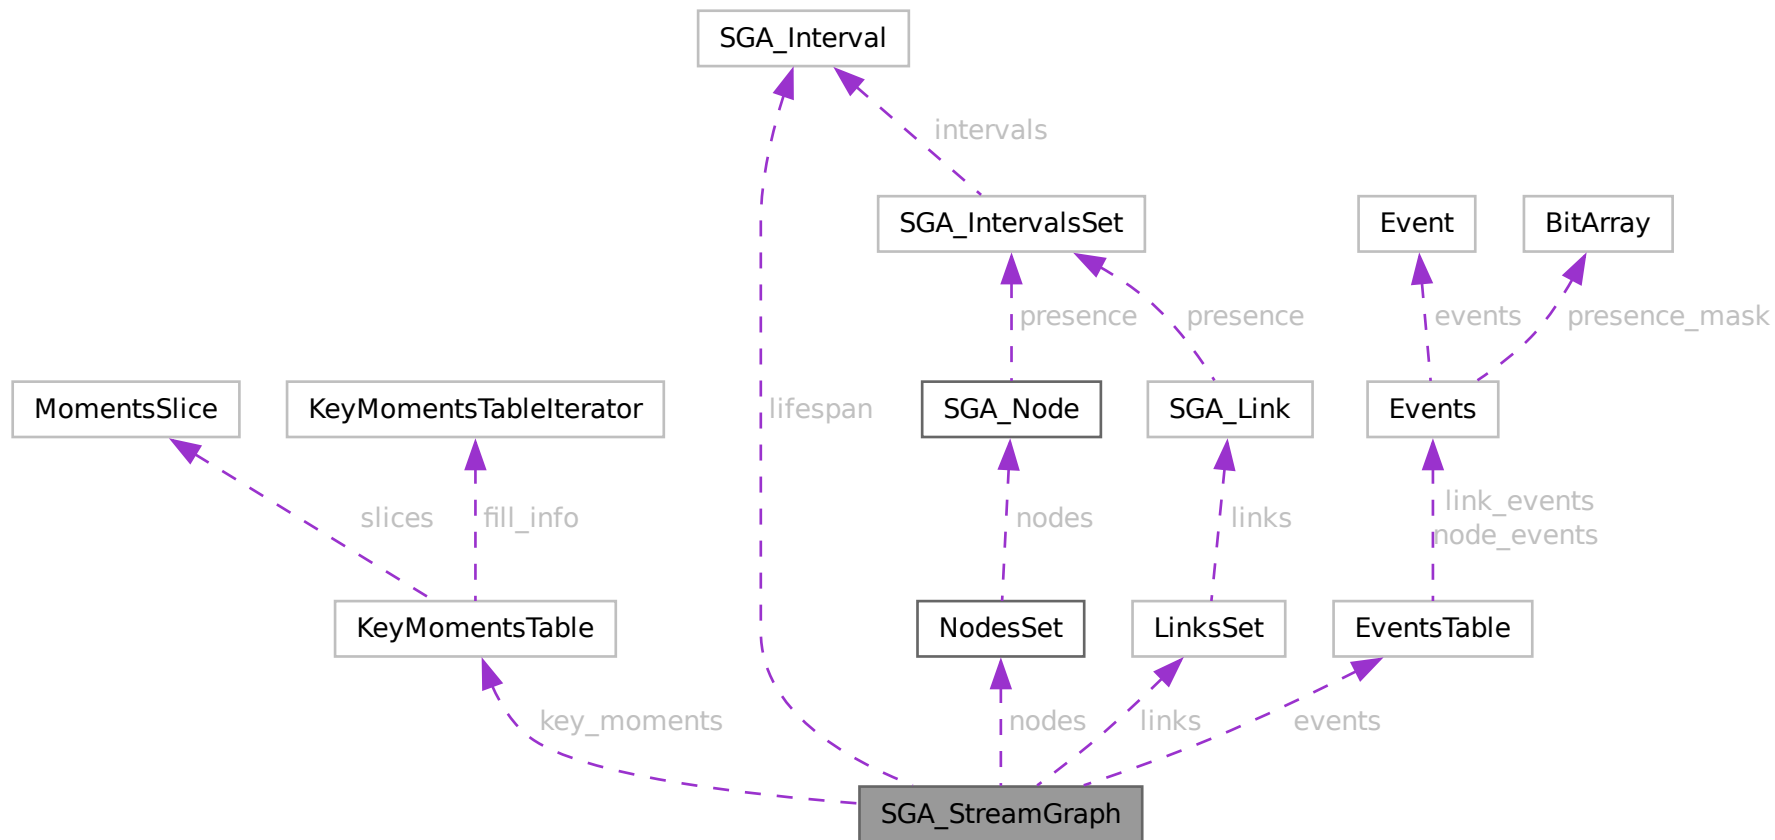 SGA_Interval
intervals
SGA_IntervalsSet
Event
BitArray
presence
presence
events
presence_mask
MomentsSlice
KeyMomentsTableIterator
lifespan
SGA_Node
SGA_Link
Events
slices
fill_info
nodes
links
link_events
node_events
KeyMomentsTable
NodesSet
LinksSet
EventsTable
key_moments
nodes
links
events
SGA_StreamGraph